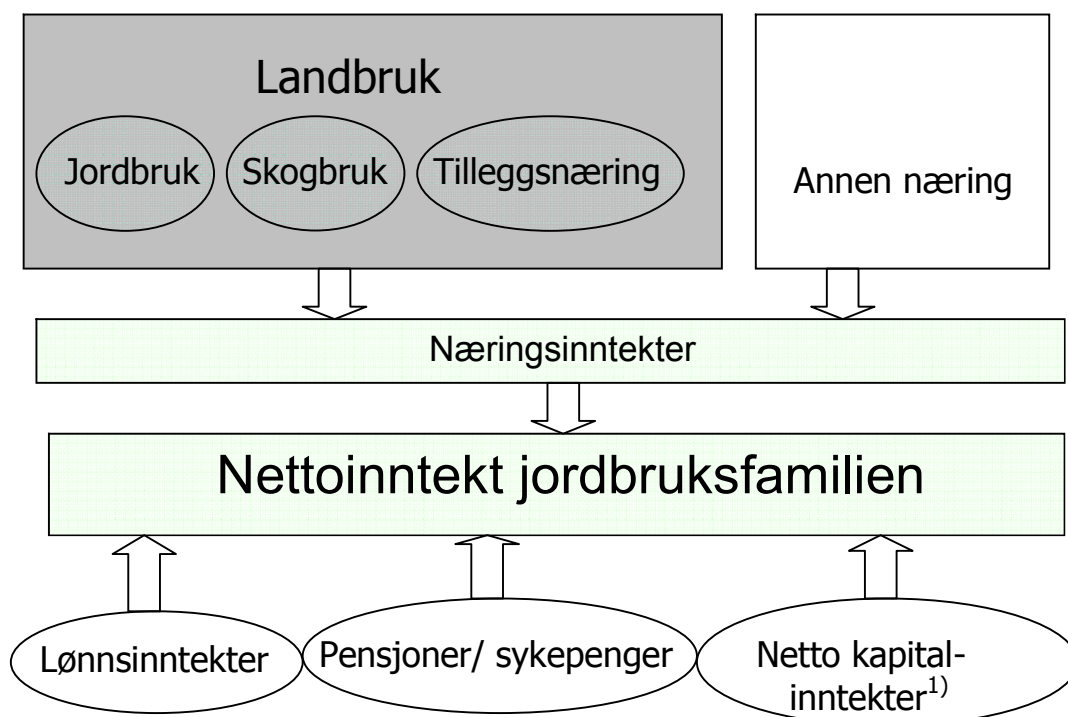 Landbruk
Jordbruk
Skogbruk
Tilleggsnæring
Annen næring
Næringsinntekter
Nettoinntekt jordbruksfamilien
Lønnsinntekter
Pensjoner/ sykepenger
Netto kapital-
inntekter1)